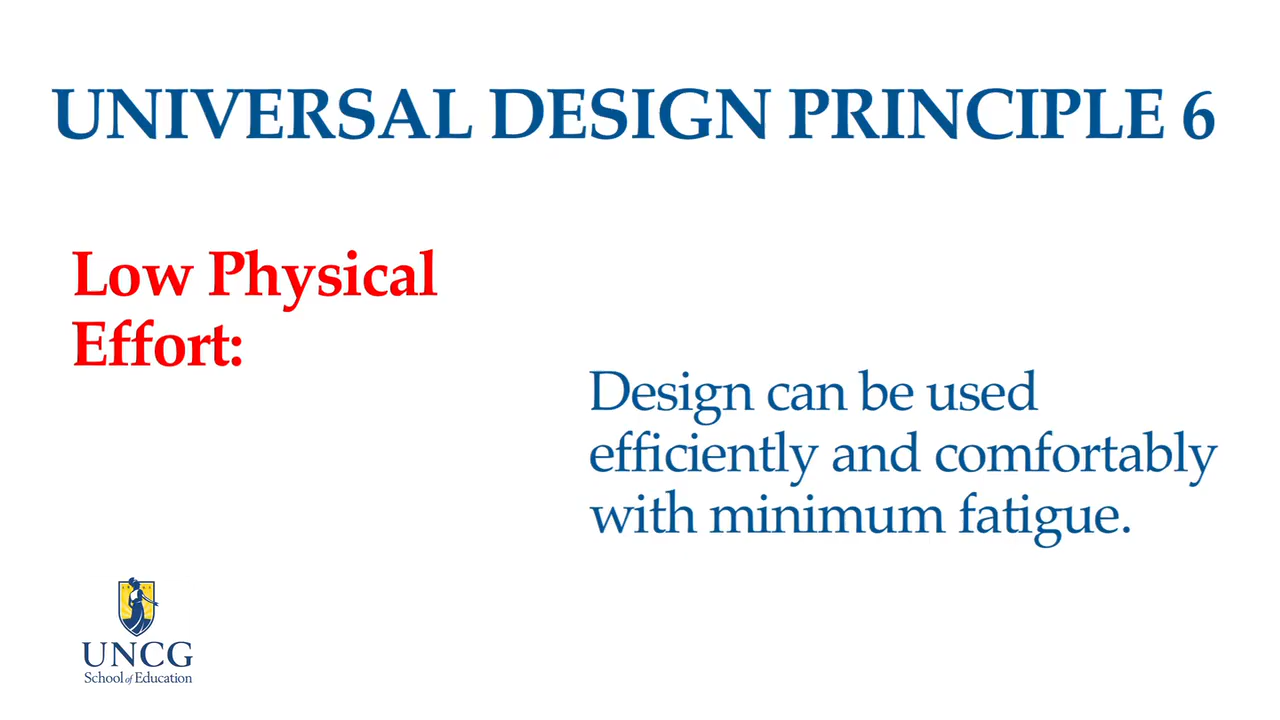 UNIVERSAL DESIGN PRINCIPLE 6
Low Physical
Effort:
Design can be used
efficiently and comfortably
with minimum fatigue.
UNCG
School of Education